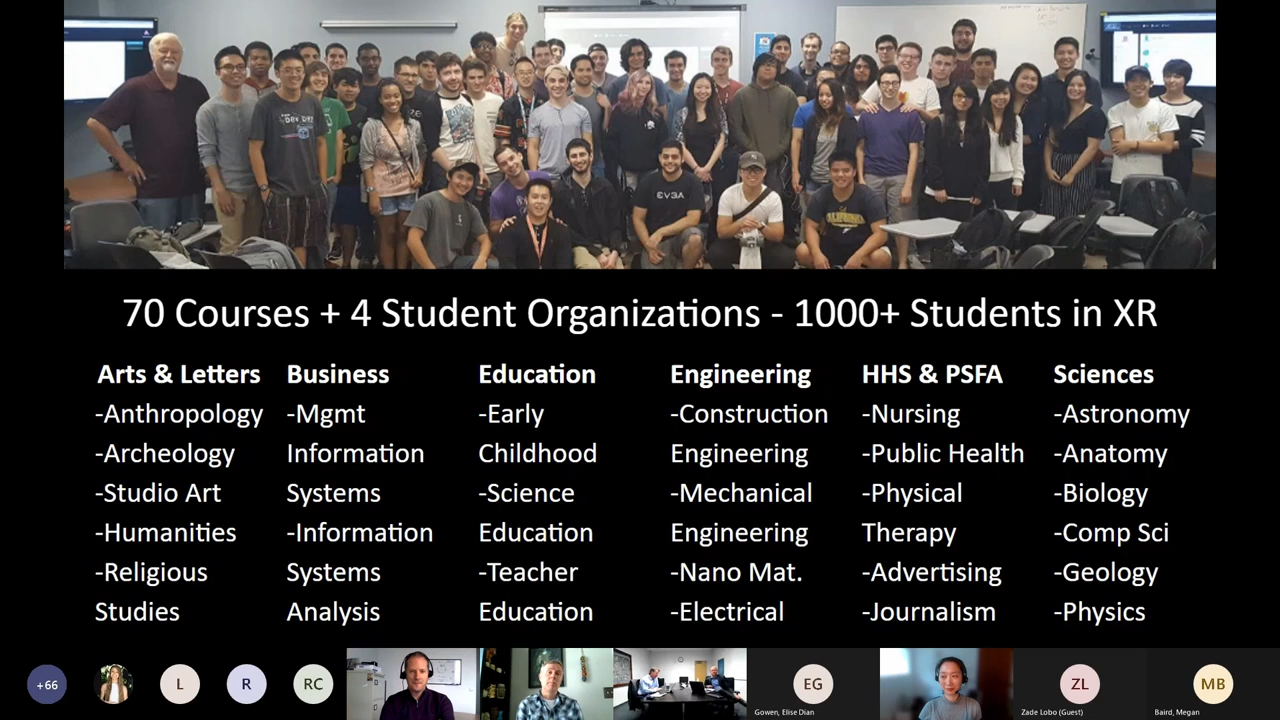 DEV DEN
EVGA
CALIFORNIA
70 Courses + 4 Student Organizations - 1000+ Students in XR
Arts & Letters
-Anthropology
-Archeology
-Studio Art
-Humanities
-Religious
Studies
Business
-Mgmt
Information
Systems
-Information
Systems
Analysis
Education
-Early
Childhood
-Science
Education
-Teacher
Education
Engineering
-Construction
Engineering
-Mechanical
Engineering
-Nano Mat.
-Electrical
HHS & PSFA
-Nursing
-Public Health
-Physical
Therapy
-Advertising
-Journalism
Sciences
-Astronomy
-Anatomy
-Biology
-Comp Sci
-Geology
-Physics
+66
L
R
RC
EG
Gowen, Elise Dian
ZL
Zade Lobo (Guest)
MB
Baird, Megan